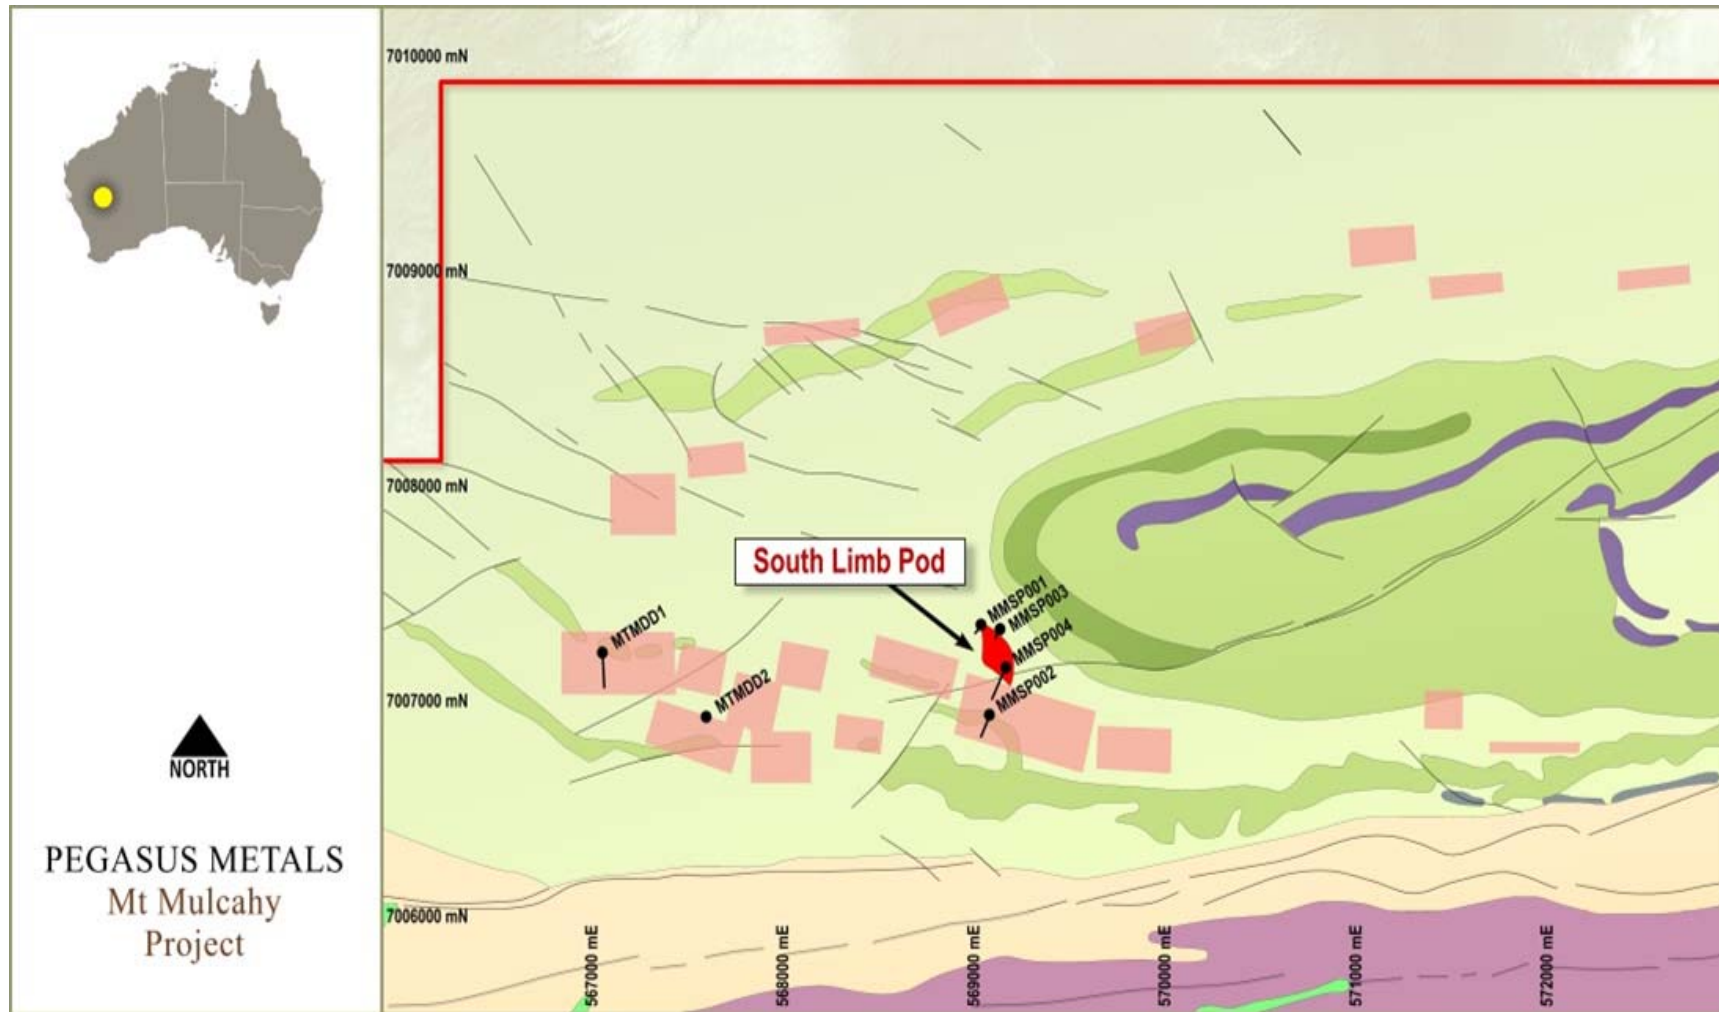 7010000 mN
7009000 mN
7008000 mN
South Limb Pod
MMSP001
MMSP003
MTMDD1
MMSP004
MTMDD2
MMSP002
7007000 mN
NORTH
PEGASUS METALS
Mt Mulcahy
Project
7006000 mN
567000 mE
568000 mE
569000 mE
570000 mE
571000 mE
572000 mE